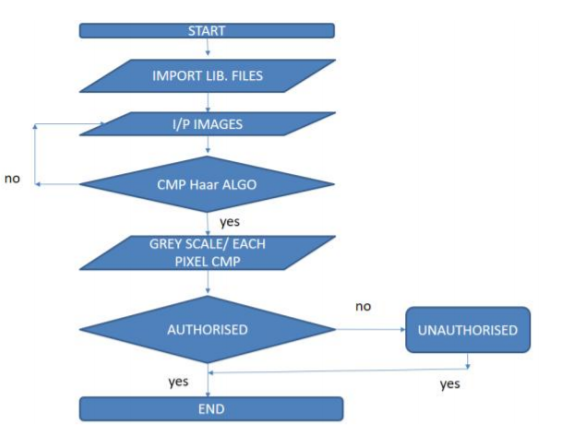 START
IMPORT LIB. FILES
I/P IMAGES
no
CMP Haar ALGO
yes
GREY SCALE/ EACH
PIXEL CMP
no
AUTHORISED
UNAUTHORISED
yes
yes
END